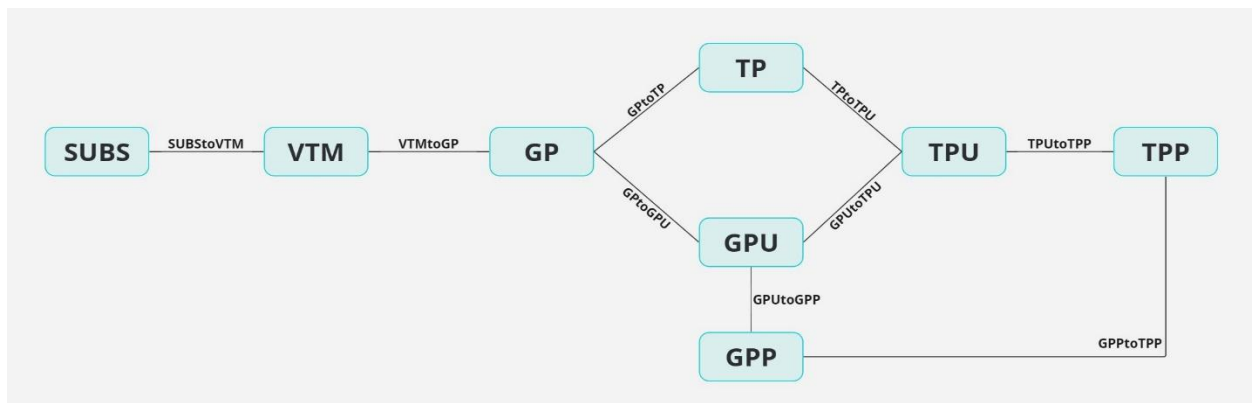 TP
GPtoTP
TPtoTPU
SUBS
SUBStoVTM
VTM
VTMtoGP
GP
TPU
TPUtoTPP
TPP
GPtoGPU
GPUtoTPU
GPU
GPUtoGPP
GPP
GPPtoTPP